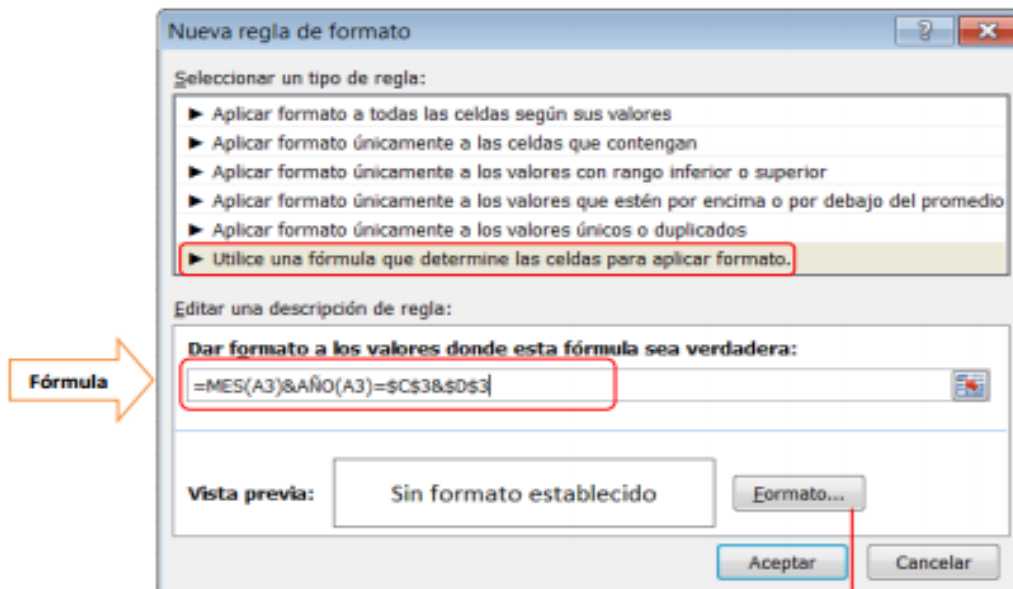 Nueva regla de formato
Seleccionar un tipo de regla:
► Aplicar formato a todas las celdas según sus valores
► Aplicar formato únicamente a las celdas que contengan
► Aplicar formato únicamente a los valores con rango inferior o superior
► Aplicar formato únicamente a los valores que estén por encima o por debajo del promedio
► Aplicar formato únicamente a los valores únicos o duplicados
► Utilice una fórmula que determine las celdas para aplicar formato.
Editar una descripción de regla:
Dar formato a los valores donde esta fórmula sea verdadera:
Fórmula
=MES(A3)&AÑO(A3)=$C$3&$D$3
Vista previa:
Sin formato establecido
Formato...
Aceptar
Cancelar